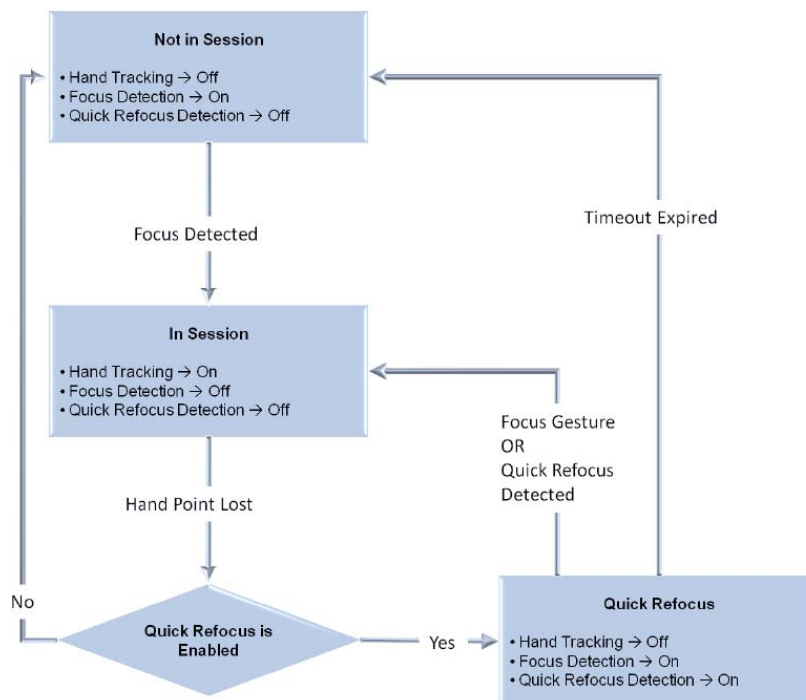 Not in Session
• Hand Tracking → Off
• Focus Detection → On
• Quick Refocus Detection → Off
Focus Detected
Timeout Expired
In Session
• Hand Tracking → On
• Focus Detection → Off
• Quick Refocus Detection → Off
Focus Gesture
OR
Quick Refocus
Detected
Hand Point Lost
No
Quick Refocus is
Enabled
Yes
Quick Refocus
• Hand Tracking → Off
• Focus Detection → On
• Quick Refocus Detection → On